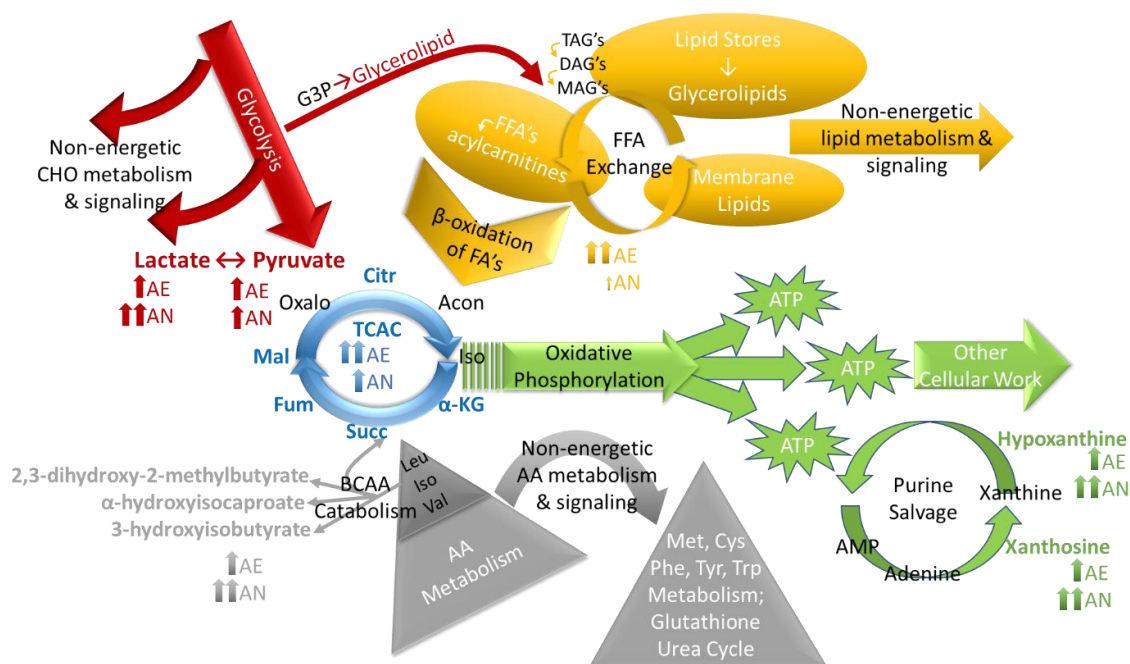 Glycolysis
G3P→Glycerolipid
Non-energetic
CHO metabolism
& signaling
TAG's
DAG's
MAG's
Lipid Stores
↓
Glycerolipids
FFA's
acylcarnitines
FFA
Exchange
Membrane
Lipids
Non-energetic
lipid metabolism &
signaling
β-oxidation
of FA's
↑↑AE
↑AN
Lactate ↔ Pyruvate
↑AE
↑↑AN
↑AE
↑AN
Citr
Oxalo
Acon
TCAC
↑↑AE
↑AN
Mal
Iso
Fum
α-KG
Succ
Oxidative
Phosphorylation
ATP
ATP
ATP
Other
Cellular Work
2,3-dihydroxy-2-methylbutyrate
α-hydroxyisocaproate
3-hydroxyisobutyrate
↑AE
↑↑AN
BCAA
Catabolism
Leu
Iso
Val
AA
Metabolism
Non-energetic
AA metabolism
& signaling
Met, Cys
Phe, Tyr, Trp
Metabolism;
Glutathione
Urea Cycle
Purine
Salvage
Hypoxanthine
↑AE
↑↑AN
Xanthine
AMP
Adenine
Xanthosine
↑AE
↑↑AN